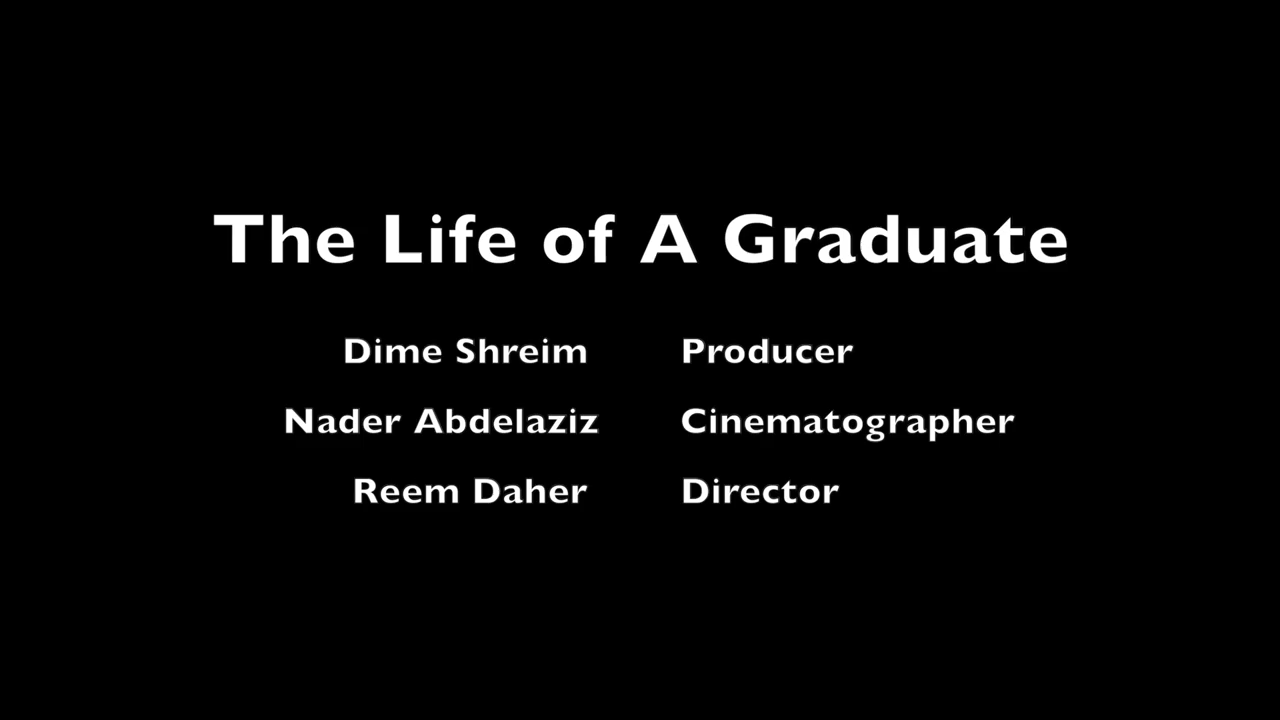 The Life of A Graduate
Dime Shreim Producer
Nader Abdelaziz Cinematographer
Reem Daher Director